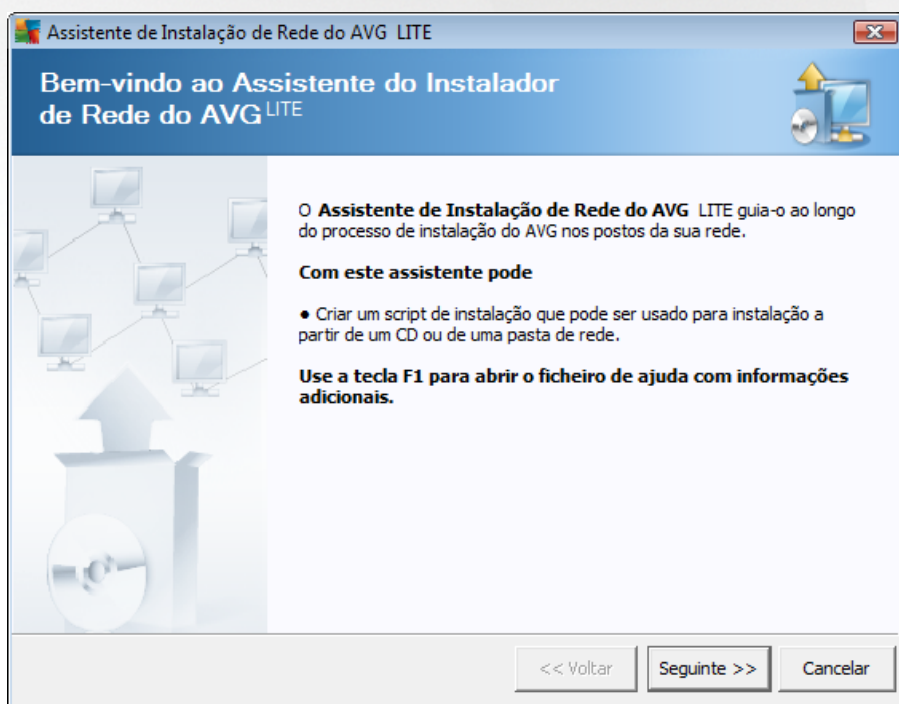 Assistente de Instalação de Rede do AVG LITE
Bem-vindo ao Assistente do Instalador
de Rede do AVG LITE
O Assistente de Instalação de Rede do AVG LITE guia-o ao longo
do processo de instalação do AVG nos postos da sua rede.
Com este assistente pode
• Criar um script de instalação que pode ser usado para instalação a
partir de um CD ou de uma pasta de rede.
Use a tecla F1 para abrir o ficheiro de ajuda com informações
adicionais.
<< Voltar Seguinte >> Cancelar